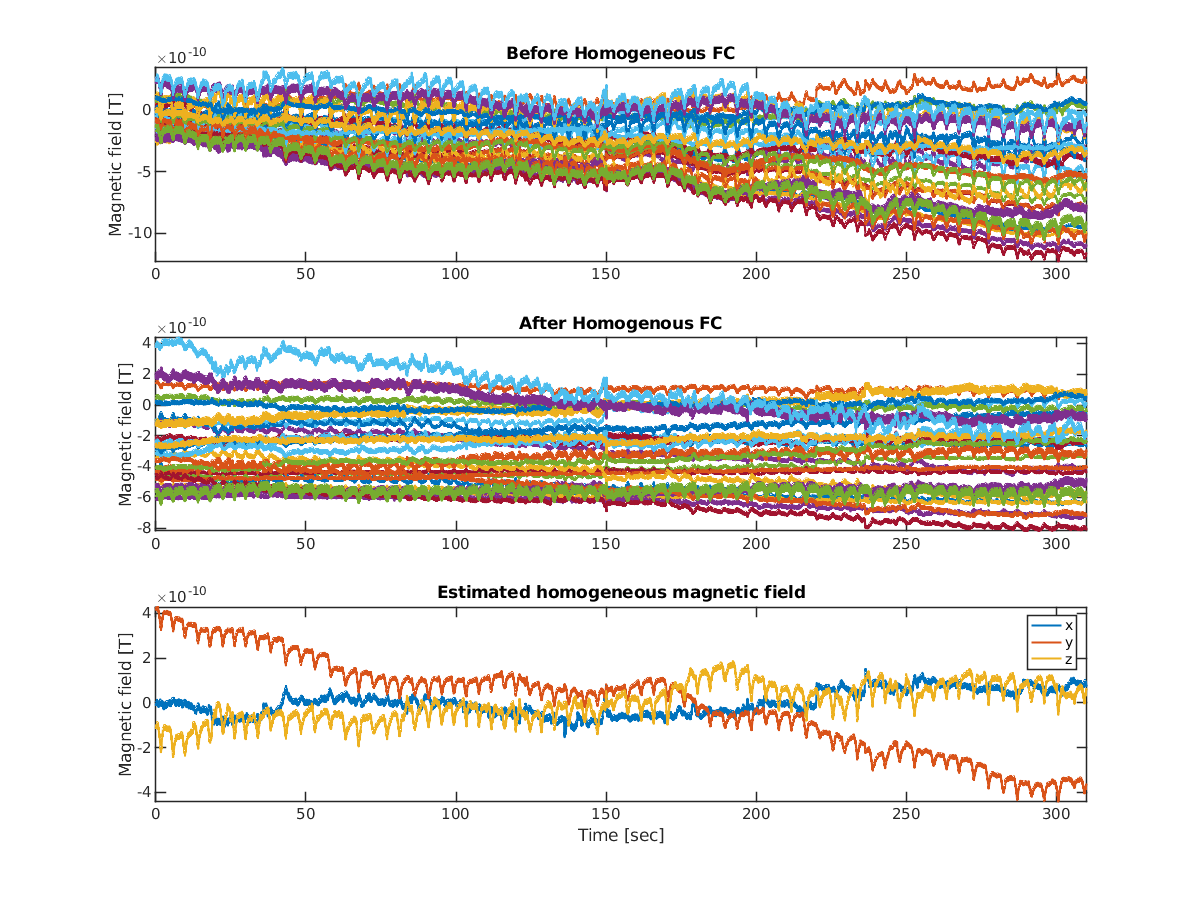 ×10^-10
Before Homogeneous FC
Magnetic field [T]
0
-5
-10
0 50 100 150 200 250 300
×10^-10
After Homogenous FC
Magnetic field [T]
4
2
0
-2
-4
-6
-8
0 50 100 150 200 250 300
×10^-10
Estimated homogeneous magnetic field
Magnetic field [T]
4
2
0
-2
-4
x
y
z
0 50 100 150 200 250 300
Time [sec]